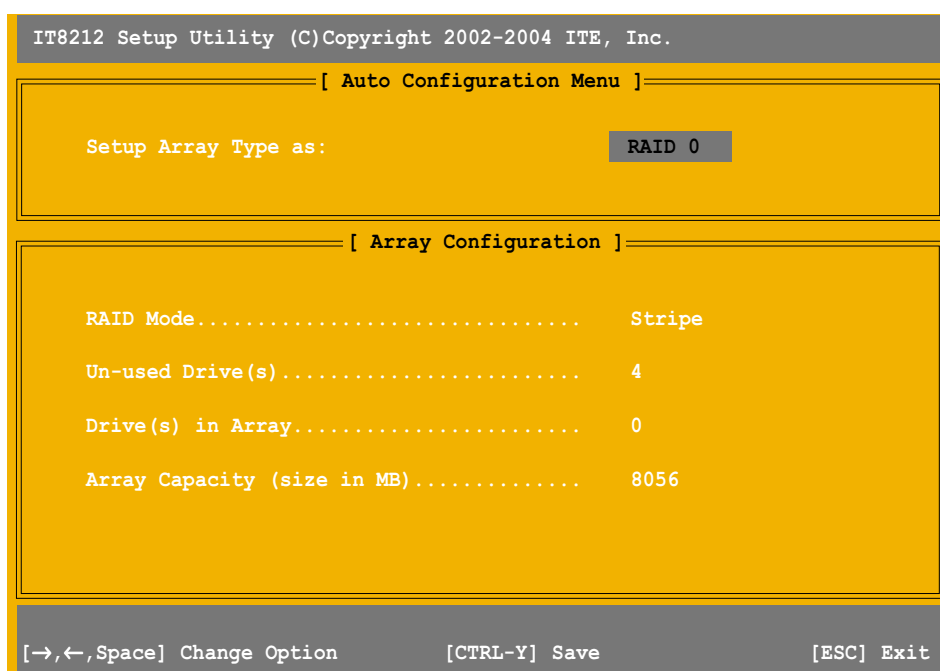 IT8212 Setup Utility (C)Copyright 2002-2004 ITE, Inc.
[ Auto Configuration Menu ]
Setup Array Type as: RAID 0
[ Array Configuration ]
RAID Mode................................ Stripe
Un-used Drive(s)......................... 4
Drive(s) in Array........................ 0
Array Capacity (size in MB).............. 8056
[→,←,Space] Change Option [CTRL-Y] Save [ESC] Exit